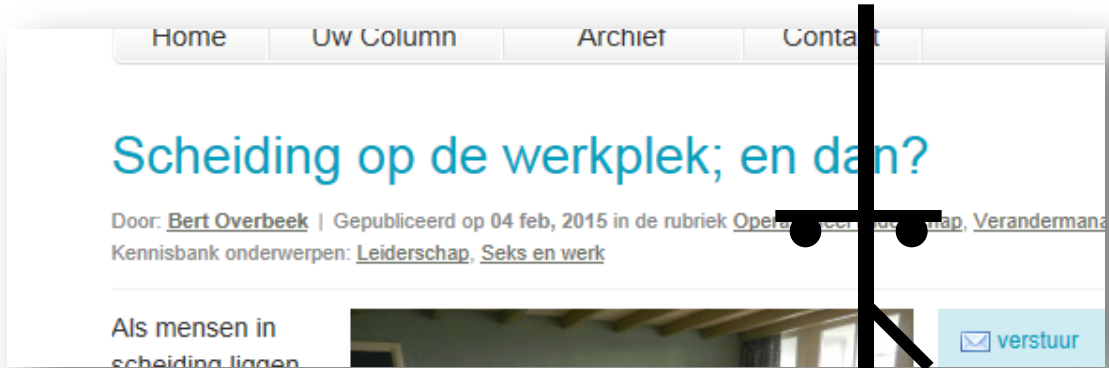 Home Uw Column Archief Contact
Scheiding op de werkplek; en dan?
Door: Bert Overbeek | Gepubliceerd op 04 feb, 2015 in de rubriek
Kennisbank onderwerpen: Leiderschap, Seks en werk
Als mensen in
verstuur
scheiding liggen